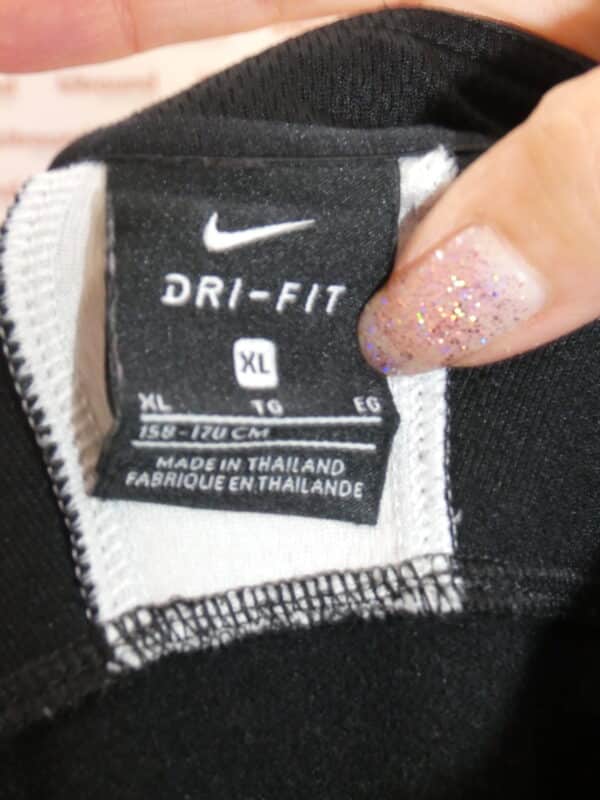 DRI-FIT
XL
XL TG EG
158-170 CM
MADE IN THAILAND
FABRIQUE EN THAILANDE